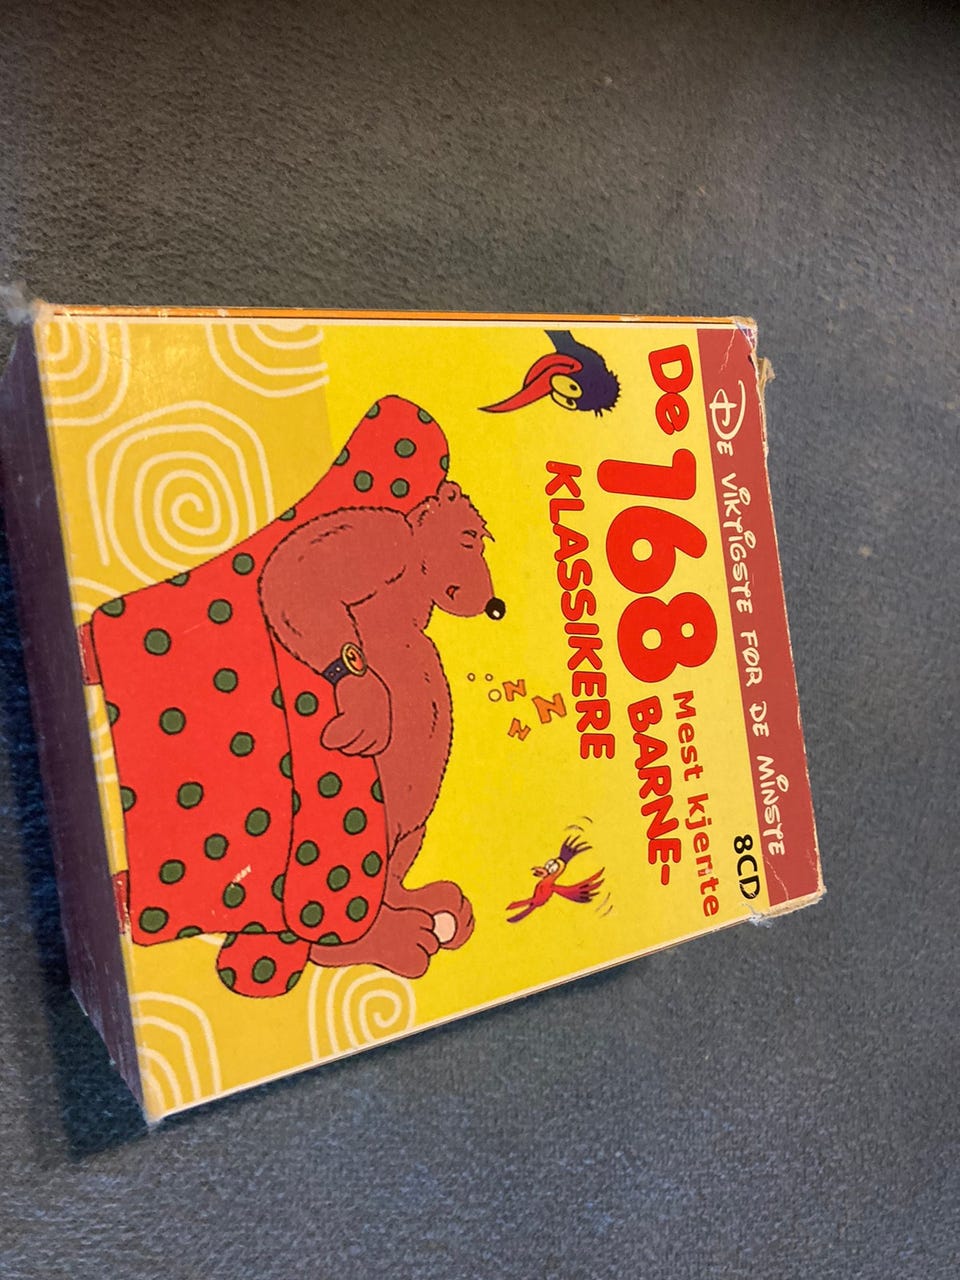 DE VIKTIGSTE FOR DE MINSTE
8CD
De 168 Mest kjente
BARNE-
KLASSIKERE
z Z z